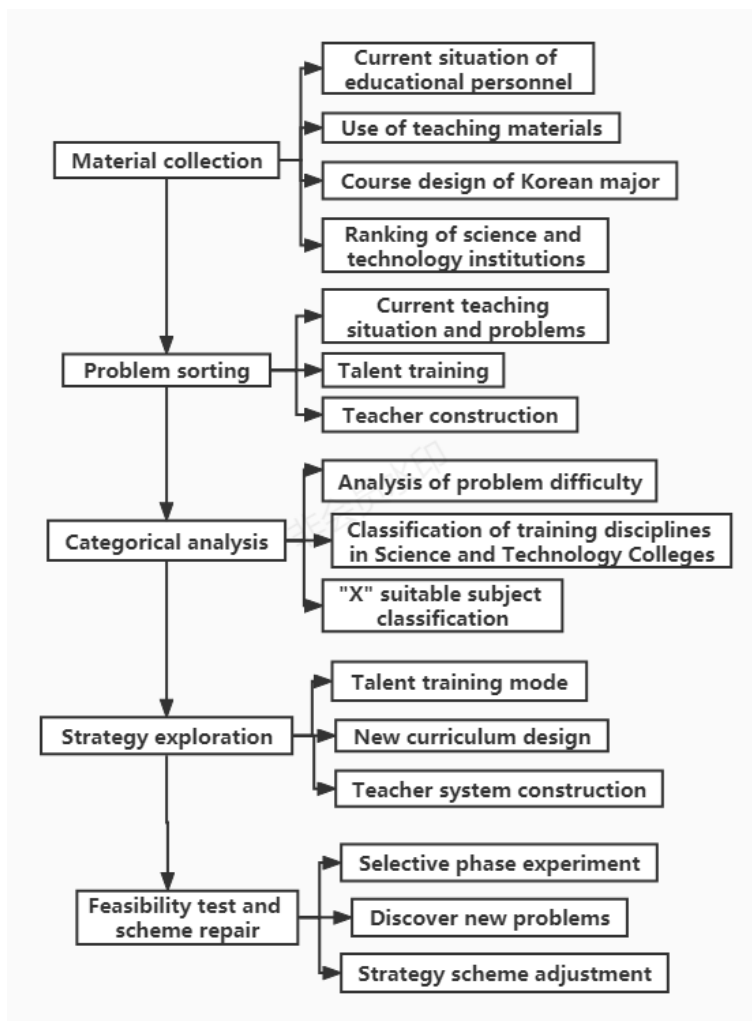 Current situation of
educational personnel
Material collection
Use of teaching materials
Course design of Korean major
Ranking of science and
technology institutions
Current teaching
situation and problems
Problem sorting
Talent training
Teacher construction
Analysis of problem difficulty
Categorical analysis
Classification of training disciplines
in Science and Technology Colleges
"X" suitable subject
classification
Talent training mode
Strategy exploration
New curriculum design
Teacher system construction
Selective phase experiment
Feasibility test and
scheme repair
Discover new problems
Strategy scheme adjustment